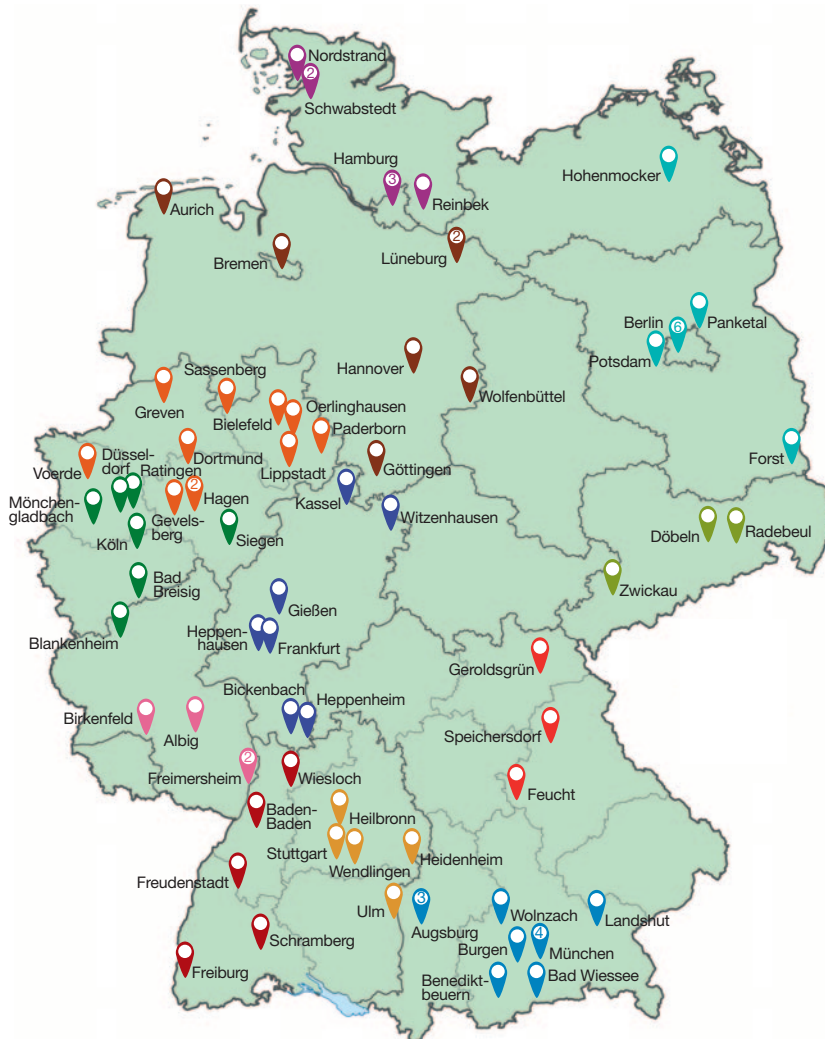 Nordstrand
2
Schwabstedt
Hamburg
3
Reinbek
Hohenmocker
Aurich
Bremen
2
Lüneburg
Berlin
6
Panketal
Potsdam
Hannover
Wolfenbüttel
Sassenberg
Greven
Bielefeld
Oerlinghausen
Paderborn
Lippstadt
Göttingen
Forst
Voerde
Düssel-
dorf
Ratingen
Dortmund
Mönchen-
gladbach
Gevels-
berg
2
Hagen
Köln
Siegen
Kassel
Witzenhausen
Döbeln
Radebeul
Zwickau
Bad
Breisig
Blankenheim
Gießen
Heppen-
hausen
Frankfurt
Geroldsgrün
Bickenbach
Heppenheim
Birkenfeld
Albig
Speichersdorf
2
Freimersheim
Wiesloch
Feucht
Baden-
Baden
Heilbronn
Stuttgart
Wendlingen
Heidenheim
Freudenstadt
Ulm
3
Augsburg
Wolnzach
Landshut
Schramberg
Burgen
4
München
Freiburg
Benedikt-
beuern
Bad Wiessee